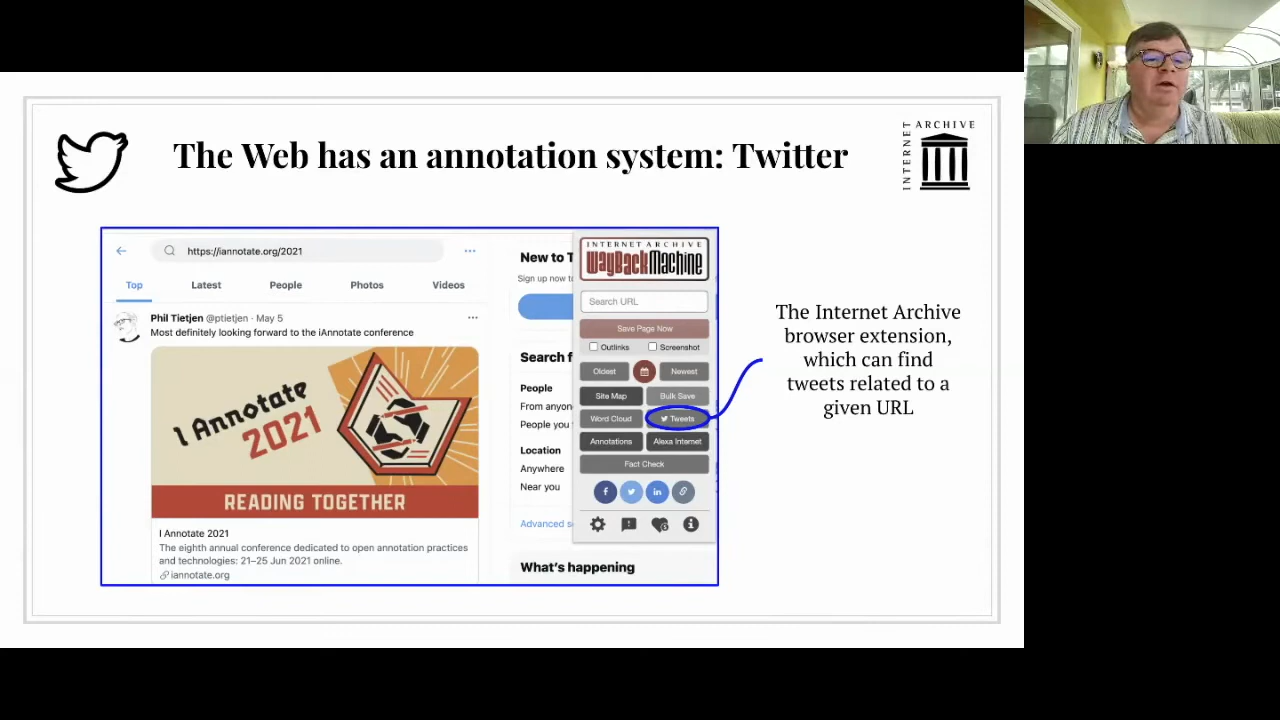 The Web has an annotation system: Twitter
INTERNET ARCHIVE
https://iannotate.org/2021
Top Latest People Photos Videos
Phil Tietjen @ptietjen · May 5
Most definitely looking forward to the iAnnotate conference
I Annotate
2021
READING TOGETHER
I Annotate 2021
The eighth annual conference dedicated to open annotation practices
and technologies: 21–25 Jun 2021 online.
iannotate.org
New to T
Sign up now to
Search f
People
From anyon
People you
Location
Anywhere
Near you
Advanced s
What's happening
INTERNET ARCHIVE
WayBackMachine
Search URL
Save Page Now
Outlinks Screenshot
Oldest Newest
Site Map Bulk Save
Word Cloud Tweets
Annotations Alexa Internet
Fact Check
The Internet Archive
browser extension,
which can find
tweets related to a
given URL